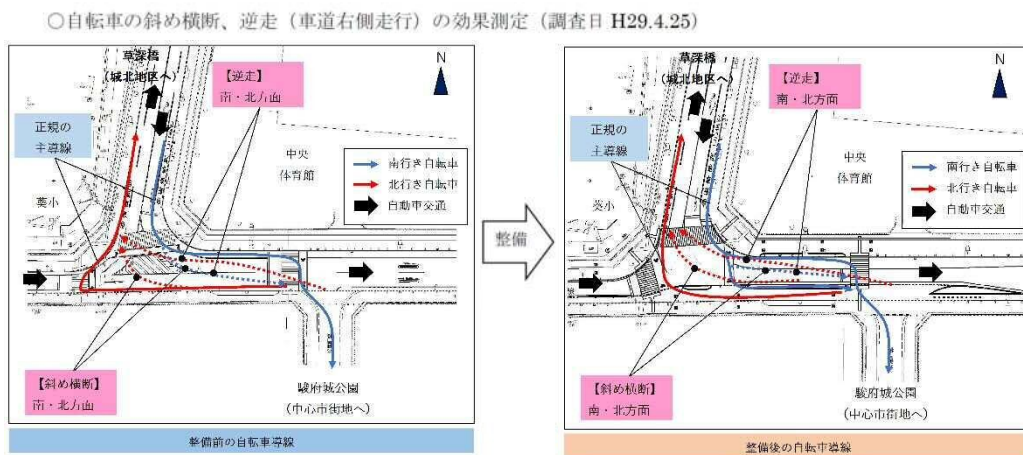 ○自転車の斜め横断、逆走（車道右側走行）の効果測定（調査日 H29.4.25）
草深橋
（城北地区へ）
【逆走】
南・北方面
N
正規の
主導線
中央
体育館
葵小
南行き自転車
北行き自転車
自動車交通
【斜め横断】
南・北方面
駿府城公園
（中心市街地へ）
整備前の自転車導線
整備
草深橋
（城北地区へ）
【逆走】
南・北方面
N
正規の
主導線
中央
体育館
葵小
南行き自転車
北行き自転車
自動車交通
【斜め横断】
南・北方面
駿府城公園
（中心市街地へ）
整備後の自転車導線